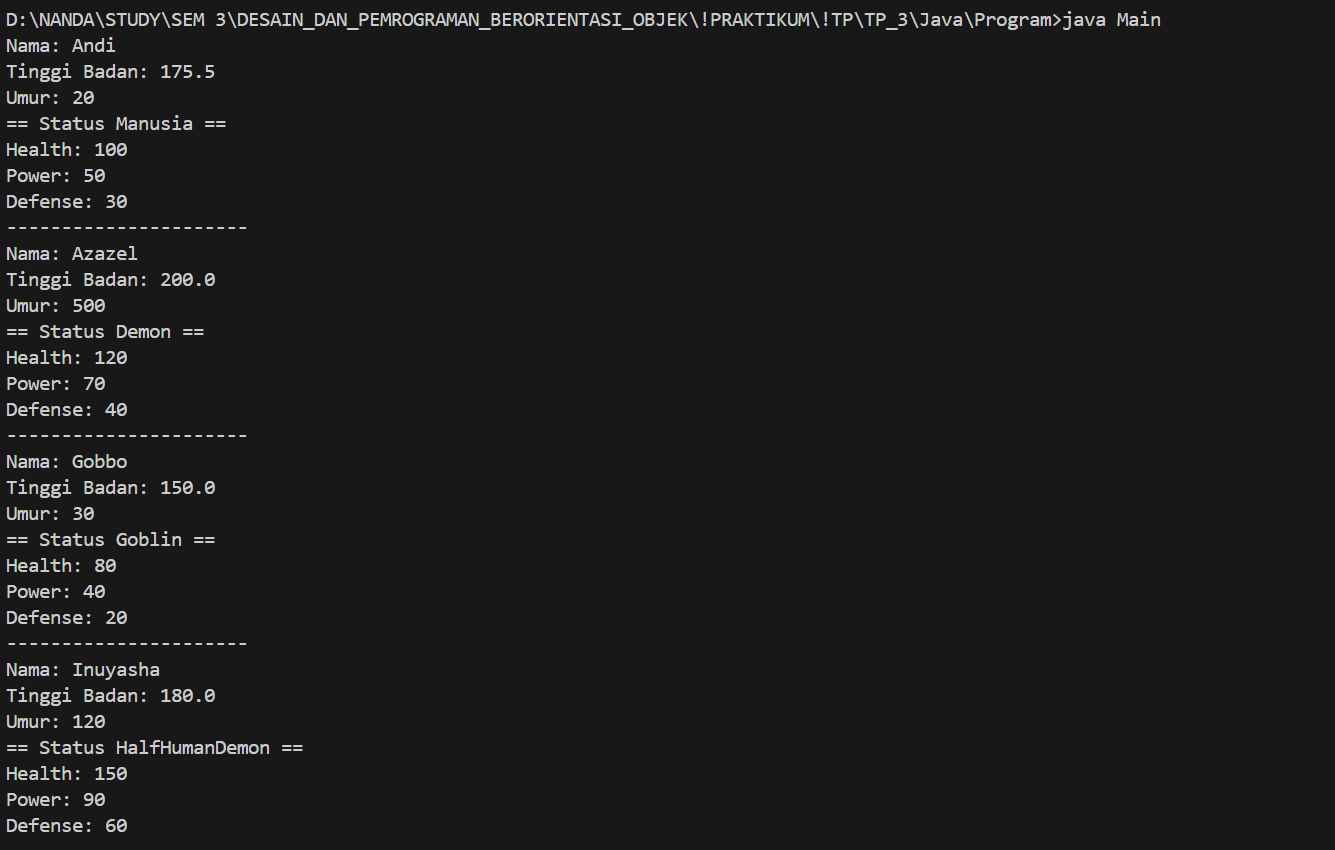 D:\NANDA\STUDY\SEM 3\DESAIN_DAN_PEMROGRAMAN_BERORIENTASI_OBJEK\!PRAKTIKUM\!TP\TP_3\Java\Program>java Main
Nama: Andi
Tinggi Badan: 175.5
Umur: 20
== Status Manusia ==
Health: 100
Power: 50
Defense: 30
----------------------
Nama: Azazel
Tinggi Badan: 200.0
Umur: 500
== Status Demon ==
Health: 120
Power: 70
Defense: 40
----------------------
Nama: Gobbo
Tinggi Badan: 150.0
Umur: 30
== Status Goblin ==
Health: 80
Power: 40
Defense: 20
----------------------
Nama: Inuyasha
Tinggi Badan: 180.0
Umur: 120
== Status HalfHumanDemon ==
Health: 150
Power: 90
Defense: 60